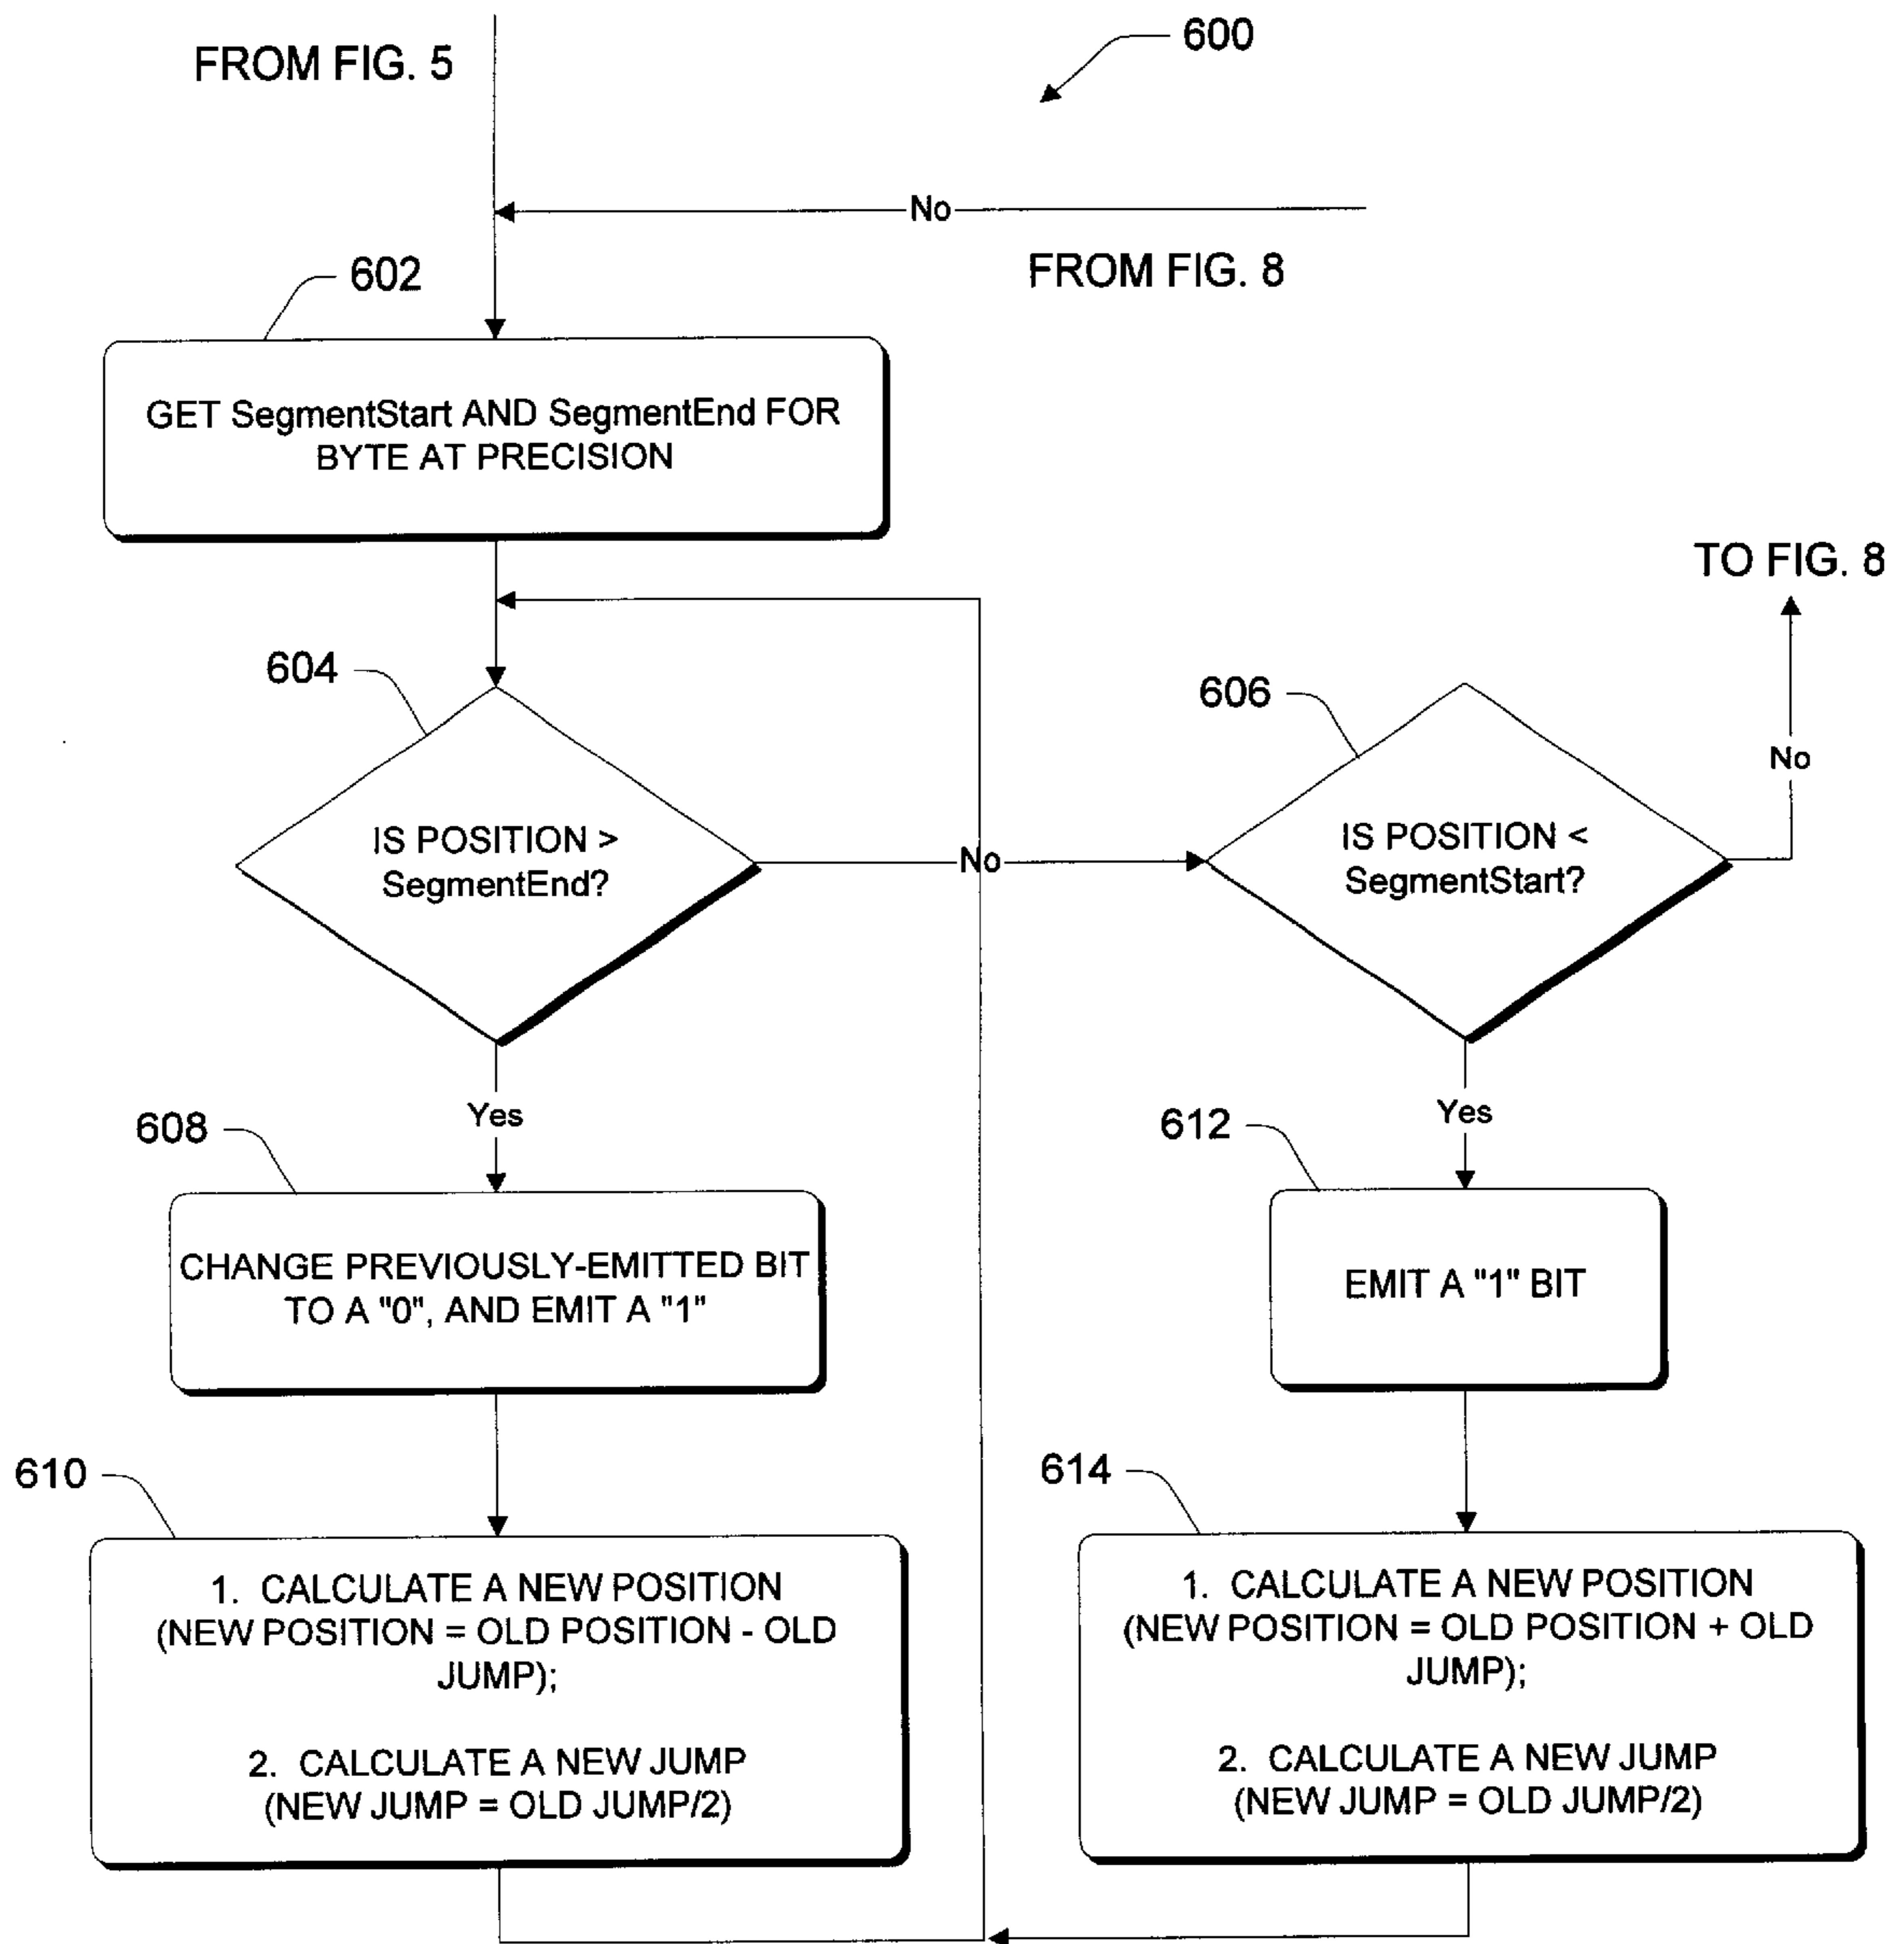 FROM FIG. 5
600
No
FROM FIG. 8
602
GET SegmentStart AND SegmentEnd FOR
BYTE AT PRECISION
TO FIG. 8
604
IS POSITION >
SegmentEnd?
No
606
IS POSITION <
SegmentStart?
No
Yes
Yes
608
CHANGE PREVIOUSLY-EMITTED BIT
TO A "0", AND EMIT A "1"
612
EMIT A "1" BIT
610
1. CALCULATE A NEW POSITION
(NEW POSITION = OLD POSITION - OLD
JUMP);
2. CALCULATE A NEW JUMP
(NEW JUMP = OLD JUMP/2)
614
1. CALCULATE A NEW POSITION
(NEW POSITION = OLD POSITION + OLD
JUMP);
2. CALCULATE A NEW JUMP
(NEW JUMP = OLD JUMP/2)